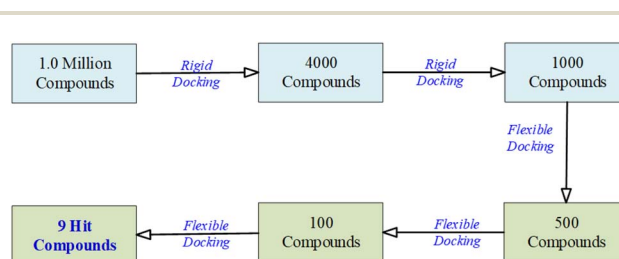 1.0 Million
Compounds
Rigid
Docking
4000
Compounds
Rigid
Docking
1000
Compounds
Flexible
Docking
500
Compounds
Flexible
Docking
100
Compounds
Flexible
Docking
9 Hit
Compounds